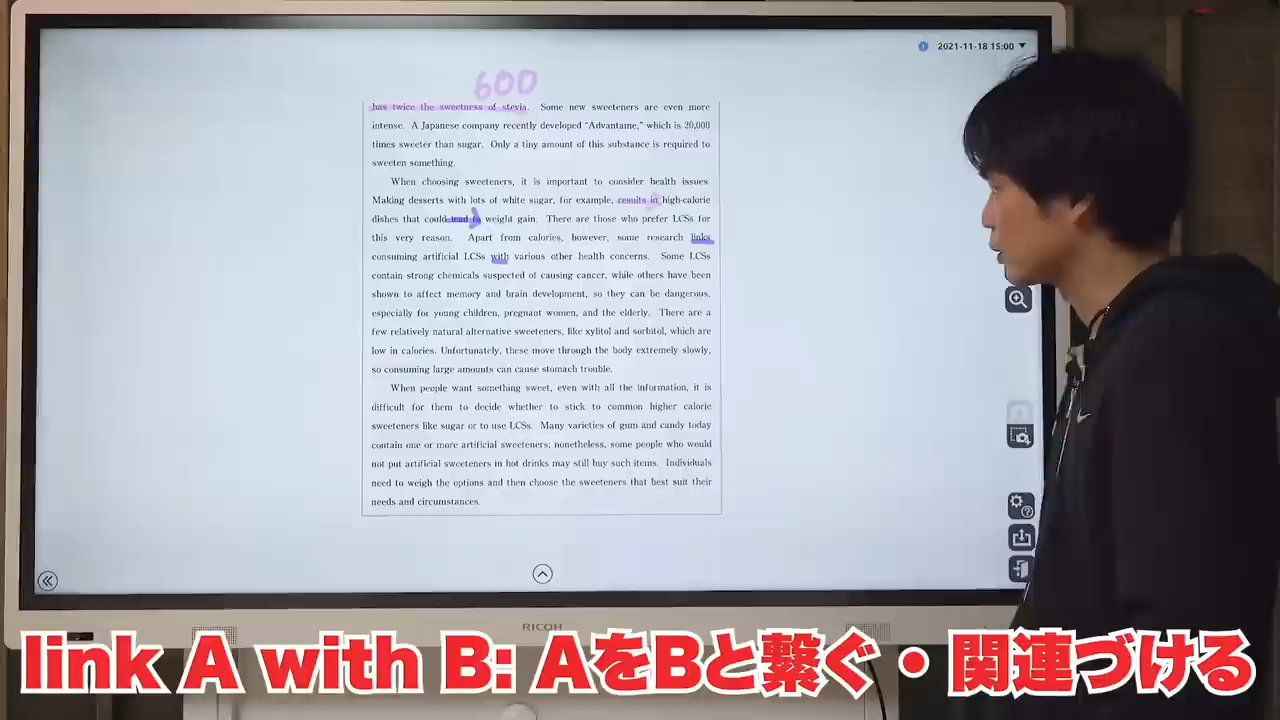 2021-11-18 15:00
600
has twice the sweetness of stevia. Some new sweeteners are even more
intense. A Japanese company recently developed “Advantame,” which is 20,000
times sweeter than sugar. Only a tiny amount of this substance is required to
sweeten something.
When choosing sweeteners, it is important to consider health issues.
Making desserts with lots of white sugar, for example, results in high-calorie
dishes that could lead to weight gain. There are those who prefer LCSs for
this very reason. Apart from calories, however, some research links
consuming artificial LCSs with various other health concerns. Some LCSs
contain strong chemicals suspected of causing cancer, while others have been
shown to affect memory and brain development, so they can be dangerous,
especially for young children, pregnant women, and the elderly. There are a
few relatively natural alternative sweeteners, like xylitol and sorbitol, which are
low in calories. Unfortunately, these move through the body extremely slowly,
so consuming large amounts can cause stomach trouble.
When people want something sweet, even with all the information, it is
difficult for them to decide whether to stick to common higher calorie
sweeteners like sugar or to use LCSs. Many varieties of gum and candy today
contain one or more artificial sweeteners; nonetheless, some people who would
not put artificial sweeteners in hot drinks may still buy such items. Individuals
need to weigh the options and then choose the sweeteners that best suit their
needs and circumstances.
RICOH
link A with B: AをBと繋ぐ・関連づける